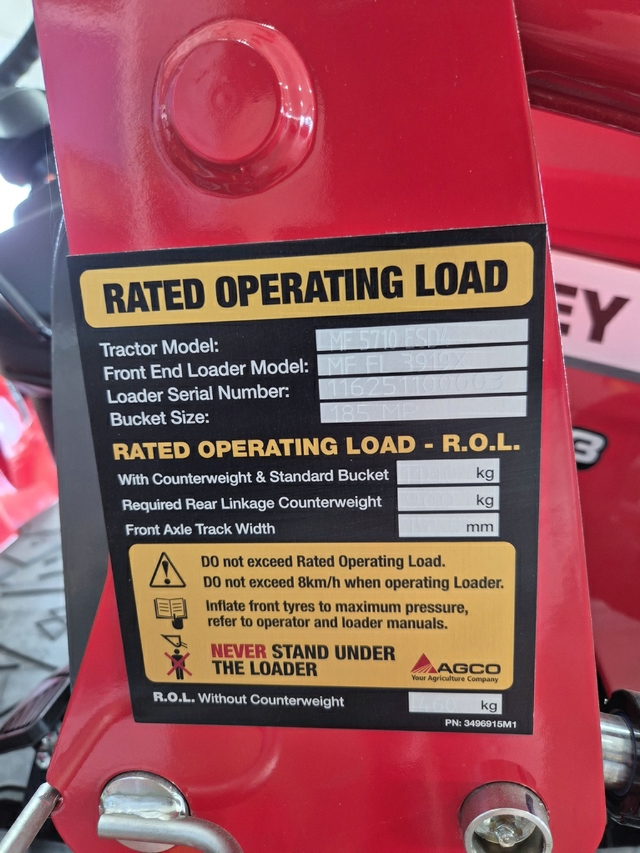 RATED OPERATING LOAD
Tractor Model: MF 5710 ESD4
Front End Loader Model: MF FL 3919X
Loader Serial Number:
Bucket Size: 185
RATED OPERATING LOAD - R.O.L.
With Counterweight & Standard Bucket kg
Required Rear Linkage Counterweight kg
Front Axle Track Width mm
DO not exceed Rated Operating Load.
DO not exceed 8km/h when operating Loader.
Inflate front tyres to maximum pressure,
refer to operator and loader manuals.
NEVER STAND UNDER
THE LOADER
AGCO
Your Agriculture Company
R.O.L. Without Counterweight kg
PN: 3496915M1
EY
3